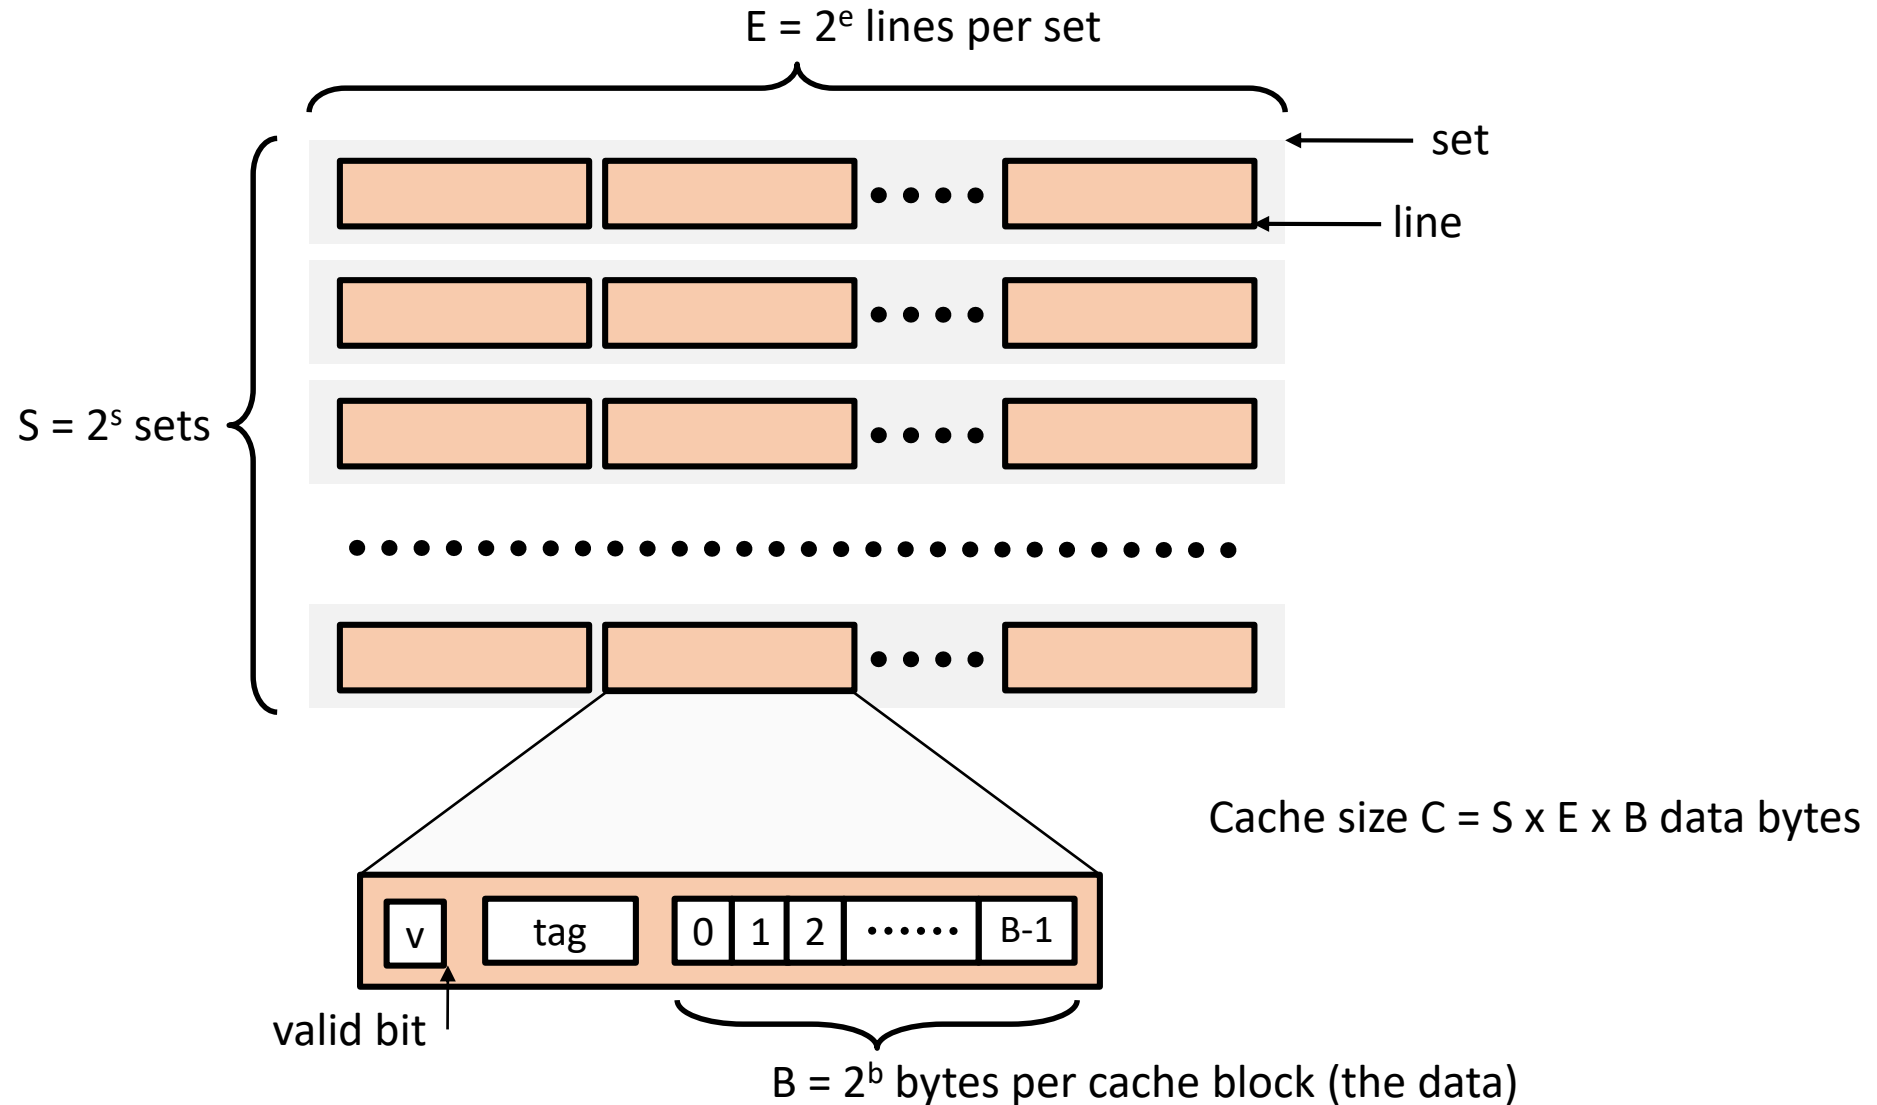 E = 2ᵉ lines per set
set
line
S = 2ˢ sets
Cache size C = S x E x B data bytes
v tag 0 1 2 ······ B-1
valid bit
B = 2ᵇ bytes per cache block (the data)